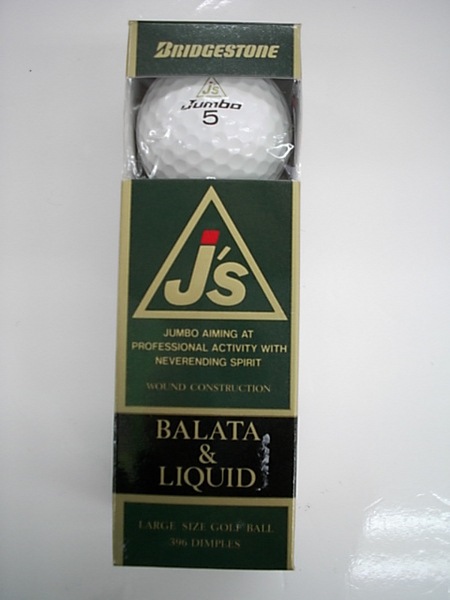 BRIDGESTONE
J's
Jumbo
5
J's
JUMBO AIMING AT
PROFESSIONAL ACTIVITY WITH
NEVERENDING SPIRIT
WOUND CONSTRUCTION
BALATA
&
LIQUID
LARGE SIZE GOLF BALL
396 DIMPLES